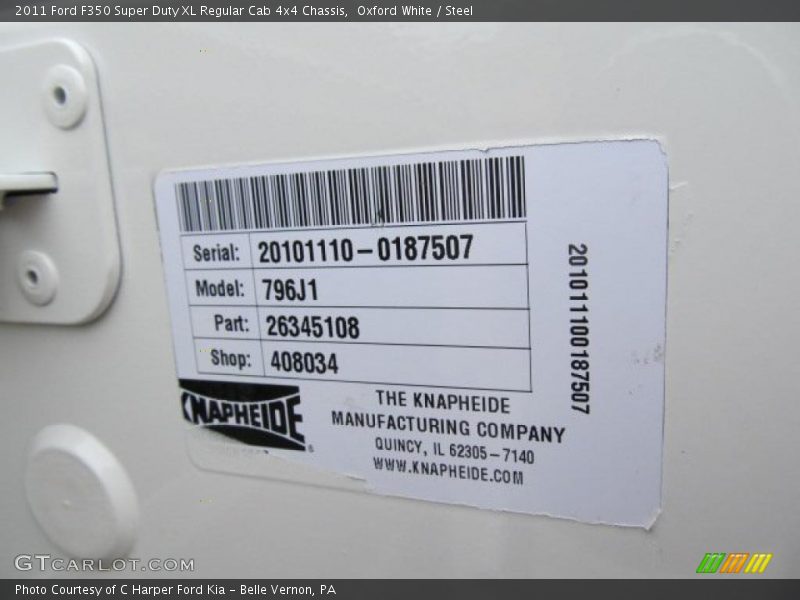 2011 Ford F350 Super Duty XL Regular Cab 4x4 Chassis,  Oxford White / Steel
Serial: 20101110-0187507
Model: 796J1
Part: 26345108
Shop: 408034
201011100187507
KNAPHEIDE®
THE KNAPHEIDE
MANUFACTURING COMPANY
QUINCY, IL 62305-7140
WWW.KNAPHEIDE.COM
GTCARLOT.COM
Photo Courtesy of C Harper Ford Kia - Belle Vernon, PA